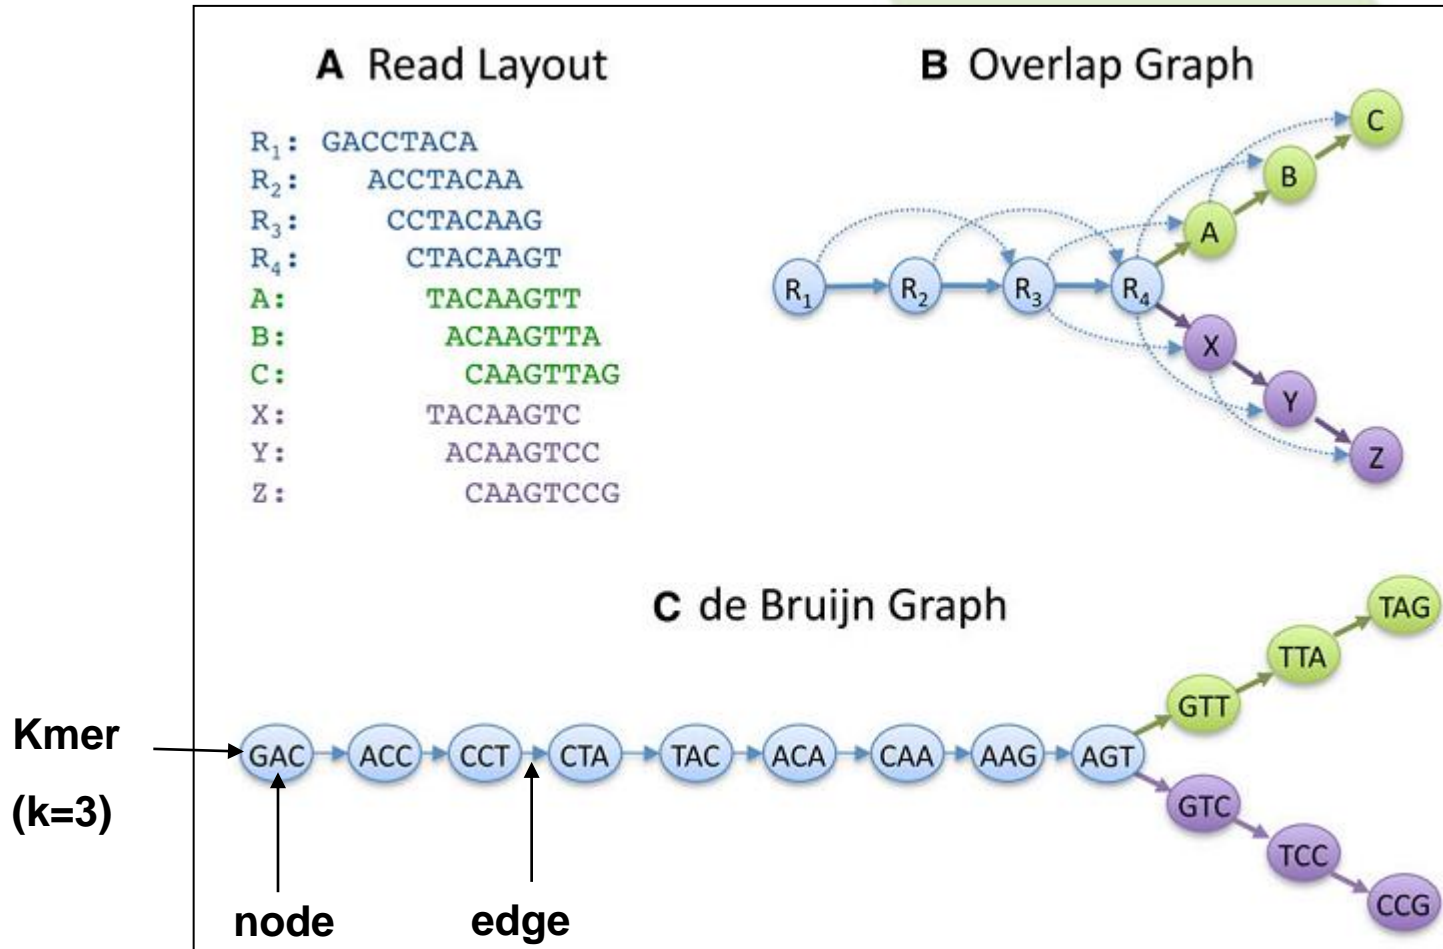 A Read Layout
R1: GACCTACA
R2: ACCTACAA
R3: CCTACAAG
R4: CTACAAGT
A: TACAAGTT
B: ACAAGTTA
C: CAAGTTAG
X: TACAAGTC
Y: ACAAGTCC
Z: CAAGTCCG
B Overlap Graph
R1 R2 R3 R4
A
B
C
X
Y
Z
C de Bruijn Graph
Kmer
(k=3)
GAC ACC CCT CTA TAC ACA CAA AAG AGT
GTT
TTA
TAG
GTC
TCC
CCG
node
edge